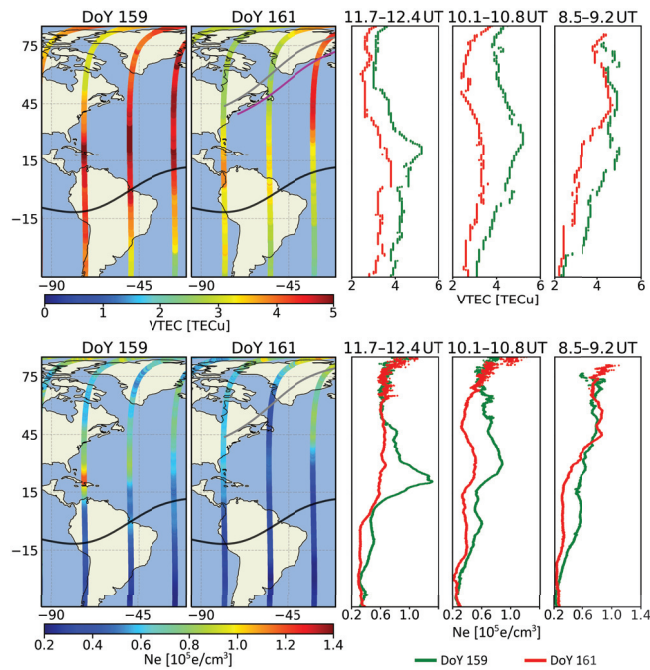 DoY 159 DoY 161 11.7–12.4 UT 10.1–10.8 UT 8.5–9.2 UT
75
45
15
−15
−90 −45 −90 −45 2 4 6 2 4 6 2 4 6
VTEC [TECu]
0 1 2 3 4 5
VTEC [TECu]
DoY 159 DoY 161 11.7–12.4 UT 10.1–10.8 UT 8.5–9.2 UT
75
45
15
−15
−90 −45 −90 −45 0.2 0.6 1.0 0.2 0.6 1.0 0.2 0.6 1.0 1.4
Ne [10⁵e/cm³]
0.2 0.4 0.6 0.8 1.0 1.2 1.4
Ne [10⁵e/cm³]
DoY 159 DoY 161